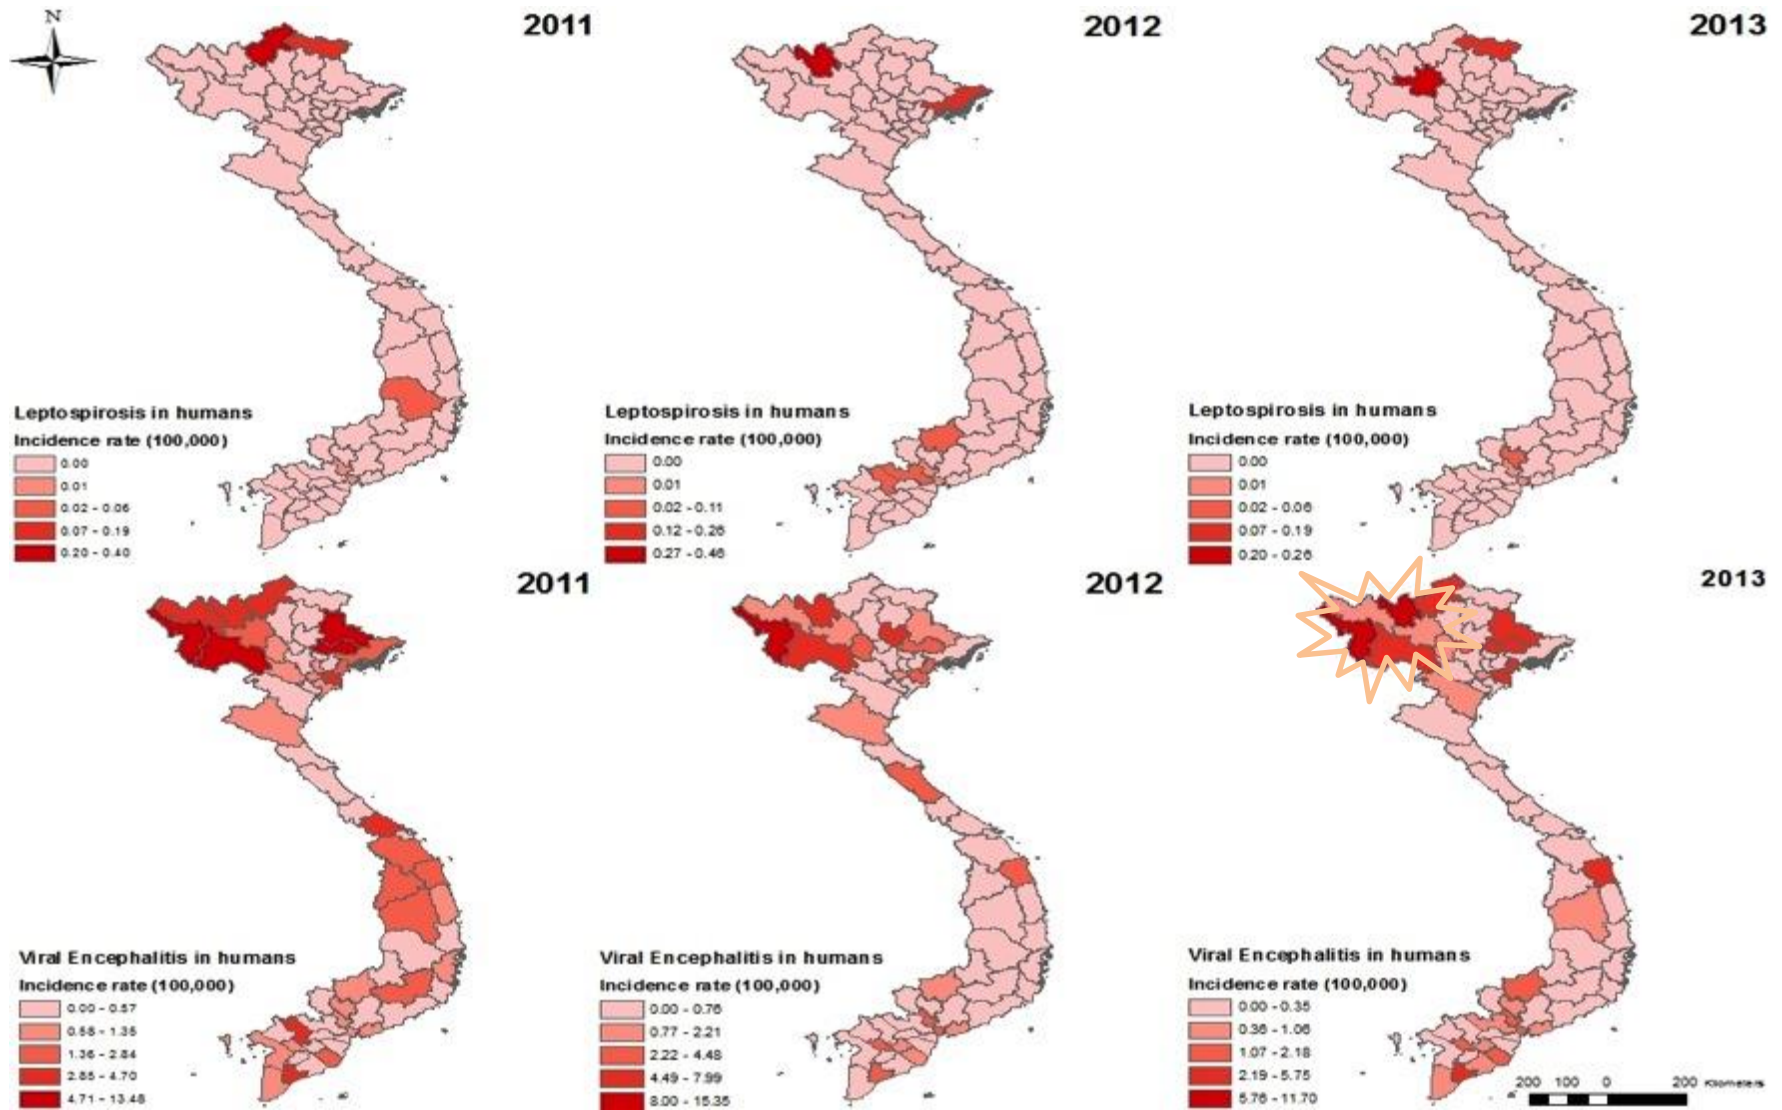 N
2011
2012
2013
Leptospirosis in humans
Incidence rate (100,000)
0.00
0.01
0.02 - 0.06
0.07 - 0.19
0.20 - 0.40
Leptospirosis in humans
Incidence rate (100,000)
0.00
0.01
0.02 - 0.11
0.12 - 0.26
0.27 - 0.46
Leptospirosis in humans
Incidence rate (100,000)
0.00
0.01
0.02 - 0.06
0.07 - 0.19
0.20 - 0.26
2011
2012
2013
Viral Encephalitis in humans
Incidence rate (100,000)
0.00 - 0.57
0.58 - 1.35
1.36 - 2.84
2.85 - 4.70
4.71 - 13.48
Viral Encephalitis in humans
Incidence rate (100,000)
0.00 - 0.76
0.77 - 2.21
2.22 - 4.48
4.49 - 7.99
8.00 - 15.35
Viral Encephalitis in humans
Incidence rate (100,000)
0.00 - 0.35
0.36 - 1.06
1.07 - 2.18
2.19 - 5.75
5.76 - 11.70
200 100 0 200 Kilometers